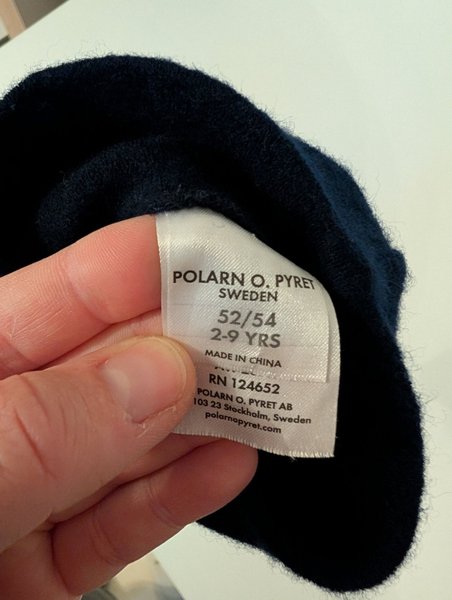 POLARN O. PYRET
SWEDEN
52/54
2-9 YRS
MADE IN CHINA
RN 124652
POLARN O. PYRET AB
103 23 Stockholm, Sweden
polarnopyret.com